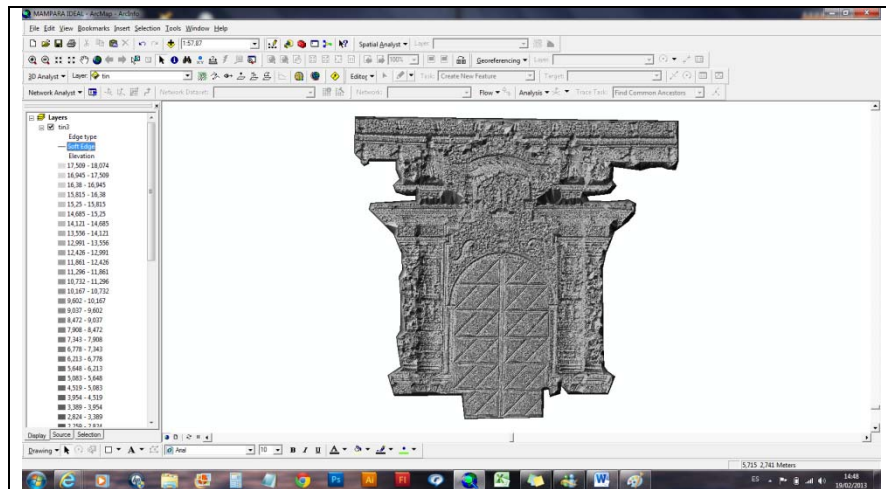 MAMPARA IDEAL - ArcMap - ArcInfo
File Edit View Bookmarks Insert Selection Tools Window Help
1:57,87 Spatial Analyst Layer:
100% Georeferencing Layer:
3D Analyst Layer: tin Editor Task: Create New Feature Target:
Network Analyst Network Dataset: Network: Flow Analysis Trace Task: Find Common Ancestors
Layers
tin3
Edge type
Soft Edge
Elevation
17,509 - 18,074
16,945 - 17,509
16,38 - 16,945
15,815 - 16,38
15,25 - 15,815
14,685 - 15,25
14,121 - 14,685
13,556 - 14,121
12,991 - 13,556
12,426 - 12,991
11,861 - 12,426
11,296 - 11,861
10,732 - 11,296
10,167 - 10,732
9,602 - 10,167
9,037 - 9,602
8,472 - 9,037
7,908 - 8,472
7,343 - 7,908
6,778 - 7,343
6,213 - 6,778
5,648 - 6,213
5,083 - 5,648
4,519 - 5,083
3,954 - 4,519
3,389 - 3,954
2,824 - 3,389
2,259 - 2,824
Display Source Selection
Drawing A Arial 10 B I U A
5,715 2,741 Meters
Ps Ai Fl W ES 14:48
19/02/2013